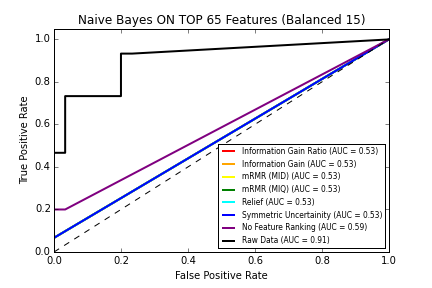 Naive Bayes ON TOP 65 Features (Balanced 15)
1.0
0.8
0.6
0.4
0.2
0.0
True Positive Rate
Information Gain Ratio (AUC = 0.53)
Information Gain (AUC = 0.53)
mRMR (MID) (AUC = 0.53)
mRMR (MIQ) (AUC = 0.53)
Relief (AUC = 0.53)
Symmetric Uncertainity (AUC = 0.53)
No Feature Ranking (AUC = 0.59)
Raw Data (AUC = 0.91)
0.0 0.2 0.4 0.6 0.8 1.0
False Positive Rate